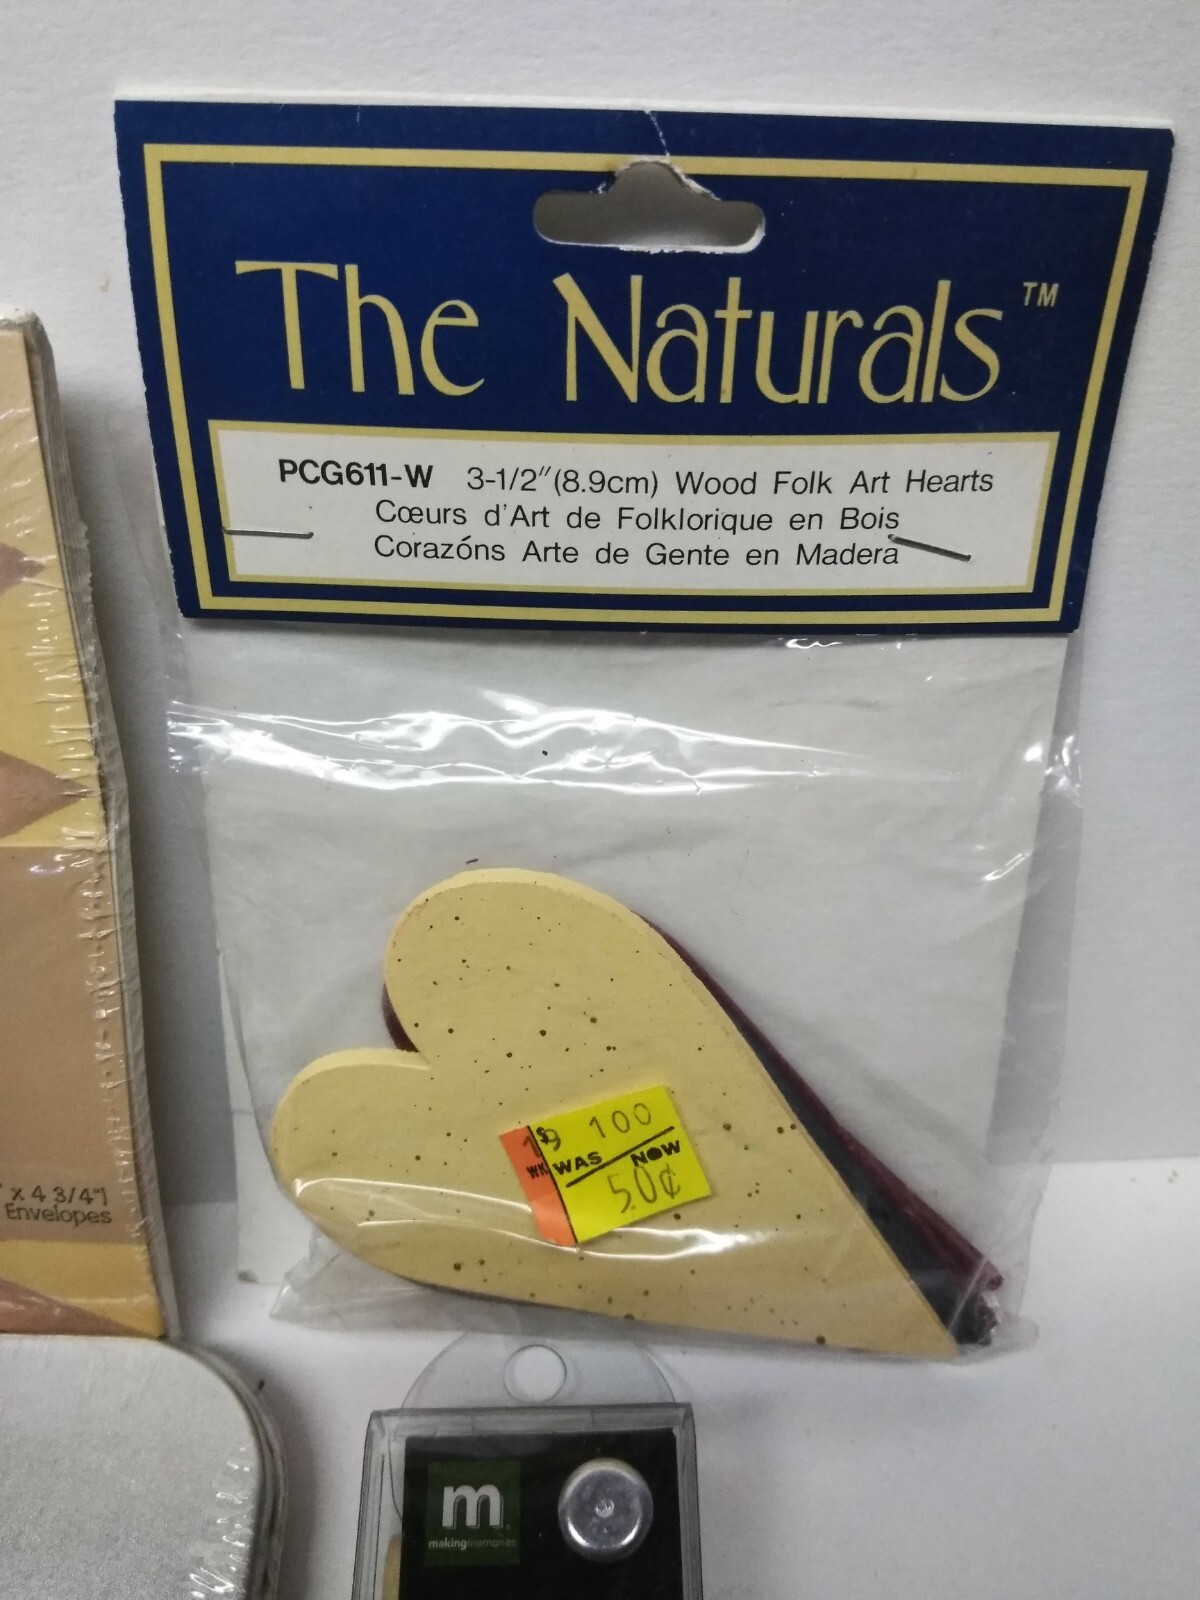 The Naturals™
PCG611-W 3-1/2"(8.9cm) Wood Folk Art Hearts
Cœurs d'Art de Folklorique en Bois
Corazóns Arte de Gente en Madera
$ 100
WAS NOW
50¢
x 4 3/4"]
Envelopes
m
makingmemories